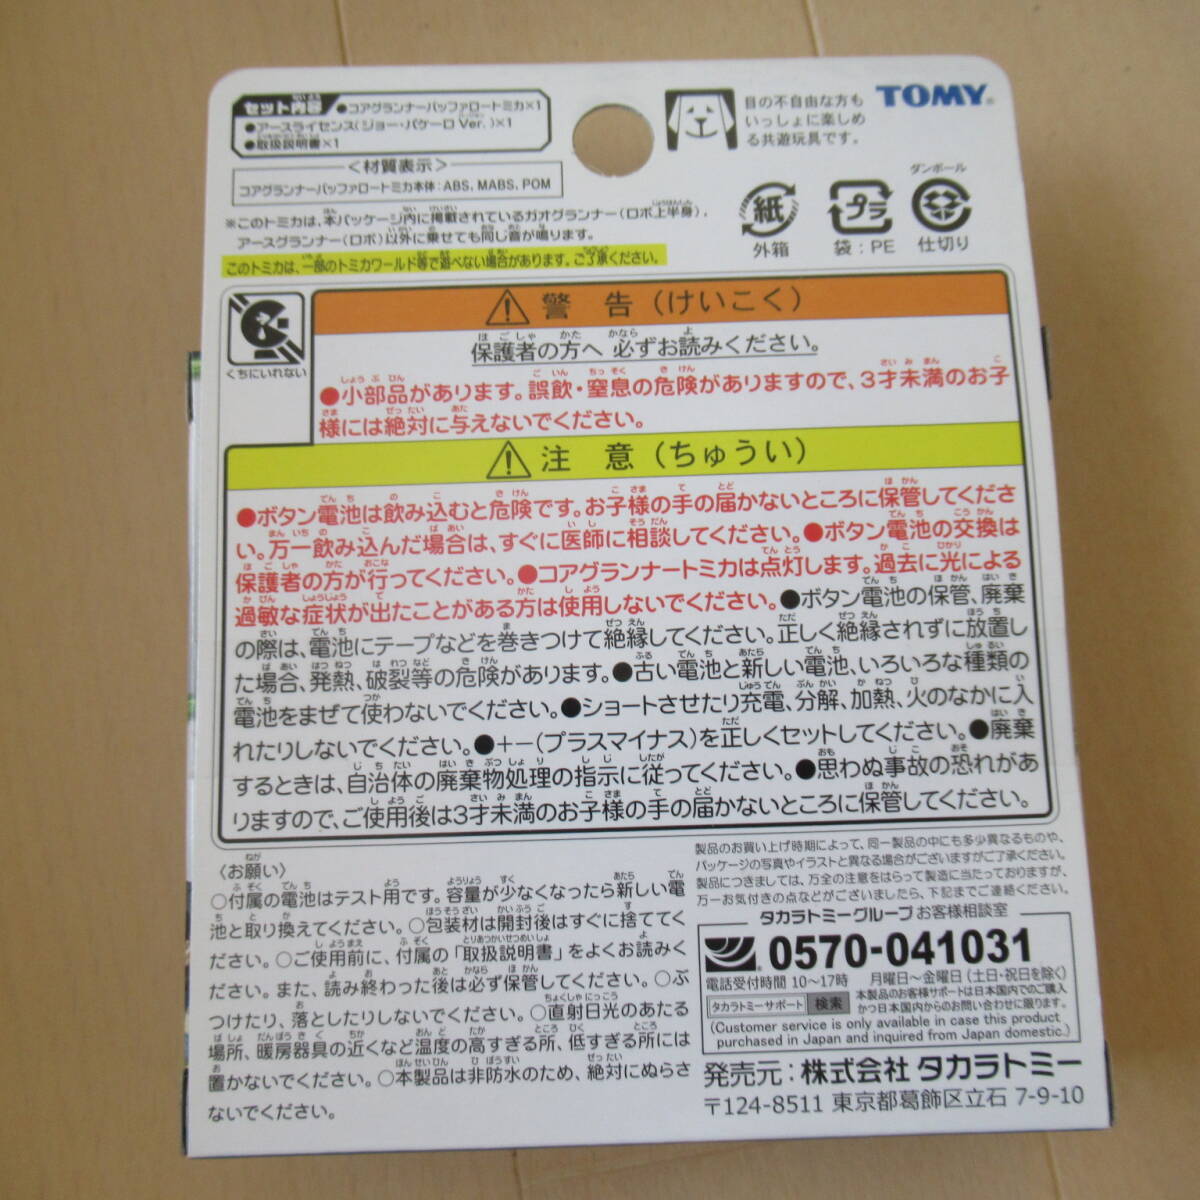 セット内容 ●コアグランナーバッファロートミカ×1
●アースライセンス(ジョー・バケーロ Ver.)×1
●取扱説明書×1
<材質表示>
コアグランナーバッファロートミカ本体:ABS、MABS、POM
※このトミカは、本パッケージ内に掲載されているガオグランナー(ロボ上半身)、
アースグランナー(ロボ)以外に乗せても同じ音が鳴ります。
このトミカは、一部のトミカワールド等で遊べない場合があります。ご了承ください。
目の不自由な方も
いっしょに楽しめ
る共遊玩具です。
TOMY
紙
外箱
プラ
袋:PE
ダンボール
仕切り
くちにいれない
警 告(けいこく)
保護者の方へ 必ずお読みください。
●小部品があります。誤飲・窒息の危険がありますので、3才未満のお子
様には絶対に与えないでください。
注 意(ちゅうい)
●ボタン電池は飲み込むと危険です。お子様の手の届かないところに保管してくださ
い。万一飲み込んだ場合は、すぐに医師に相談してください。●ボタン電池の交換は
保護者の方が行ってください。●コアグランナートミカは点灯します。過去に光による
過敏な症状が出たことがある方は使用しないでください。●ボタン電池の保管、廃棄
の際は、電池にテープなどを巻きつけて絶縁してください。正しく絶縁されずに放置し
た場合、発熱、破裂等の危険があります。●古い電池と新しい電池、いろいろな種類の
電池をまぜて使わないでください。●ショートさせたり充電、分解、加熱、火のなかに入
れたりしないでください。●+−(プラスマイナス)を正しくセットしてください。●廃棄
するときは、自治体の廃棄物処理の指示に従ってください。●思わぬ事故の恐れがあ
りますので、ご使用後は3才未満のお子様の手の届かないところに保管してください。
〈お願い〉
○付属の電池はテスト用です。容量が少なくなったら新しい電
池と取り換えてください。○包装材は開封後はすぐに捨ててく
ださい。○ご使用前に、付属の「取扱説明書」をよくお読みく
ださい。また、読み終わった後は必ず保管してください。○ぶ
つけたり、落としたりしないでください。○直射日光のあたる
場所、暖房器具の近くなど温度の高すぎる所、低すぎる所には
置かないでください。○本製品は非防水のため、絶対にぬらさ
ないでください。
製品のお買い上げ時期によって、同一製品の中にも多少異なるものや、
パッケージの写真やイラストと異なる場合がございますがご了承ください。
製品につきましては、万全の注意をはらって製造に当たっておりますが、
万一お気付きの点などがございましたら、下記までご連絡ください。
タカラトミーグループ お客様相談室
0570-041031
電話受付時間 10〜17時 月曜日〜金曜日(土日・祝日を除く)
タカラトミーサポート 検索
本製品のお客様サポートは日本国内でのご購入
かつ日本国内からのお問い合わせに限ります。
(Customer service is only available in case this product
purchased in Japan and inquired from Japan domestic.)
発売元:株式会社 タカラトミー
〒124-8511 東京都葛飾区立石 7-9-10